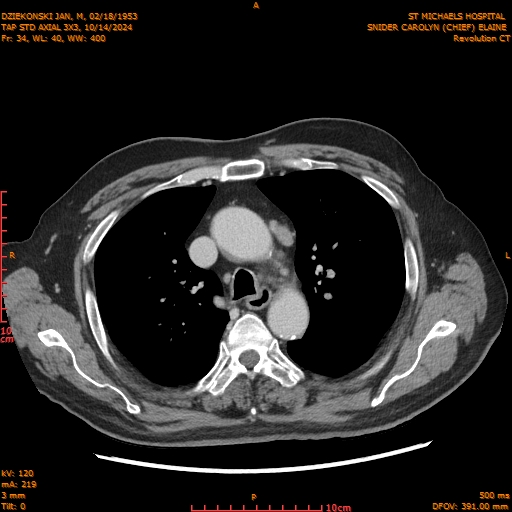 A
DZIEKONSKI JAN, M, 02/18/1953
TAP STD AXIAL 3X3, 10/14/2024
Fr: 34, WL: 40, WW: 400
ST MICHAELS HOSPITAL
SNIDER CAROLYN (CHIEF) ELAINE
Revolution CT
R
L
10
cm
kV: 120
mA: 219
3 mm
Tilt: 0
P
10cm
500 ms
DFOV: 391.00 mm